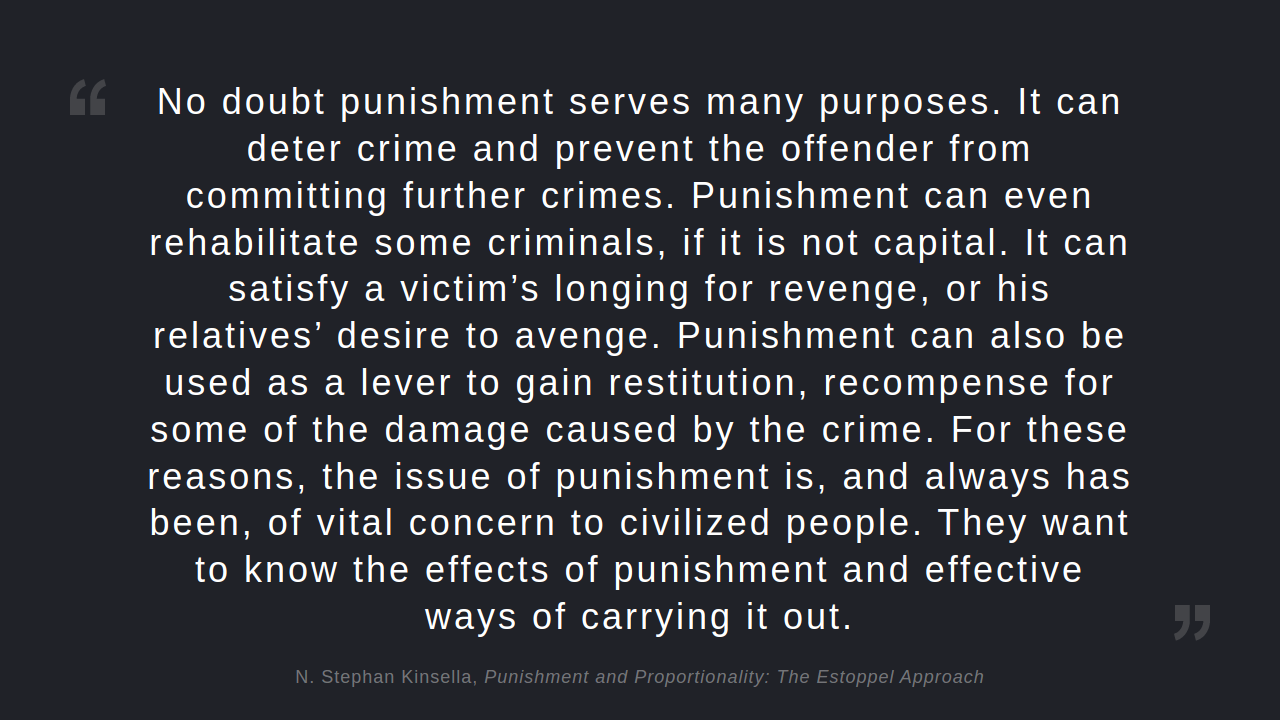 “
No doubt punishment serves many purposes. It can
deter crime and prevent the offender from
committing further crimes. Punishment can even
rehabilitate some criminals, if it is not capital. It can
satisfy a victim’s longing for revenge, or his
relatives’ desire to avenge. Punishment can also be
used as a lever to gain restitution, recompense for
some of the damage caused by the crime. For these
reasons, the issue of punishment is, and always has
been, of vital concern to civilized people. They want
to know the effects of punishment and effective
ways of carrying it out.
”
N. Stephan Kinsella, Punishment and Proportionality: The Estoppel Approach